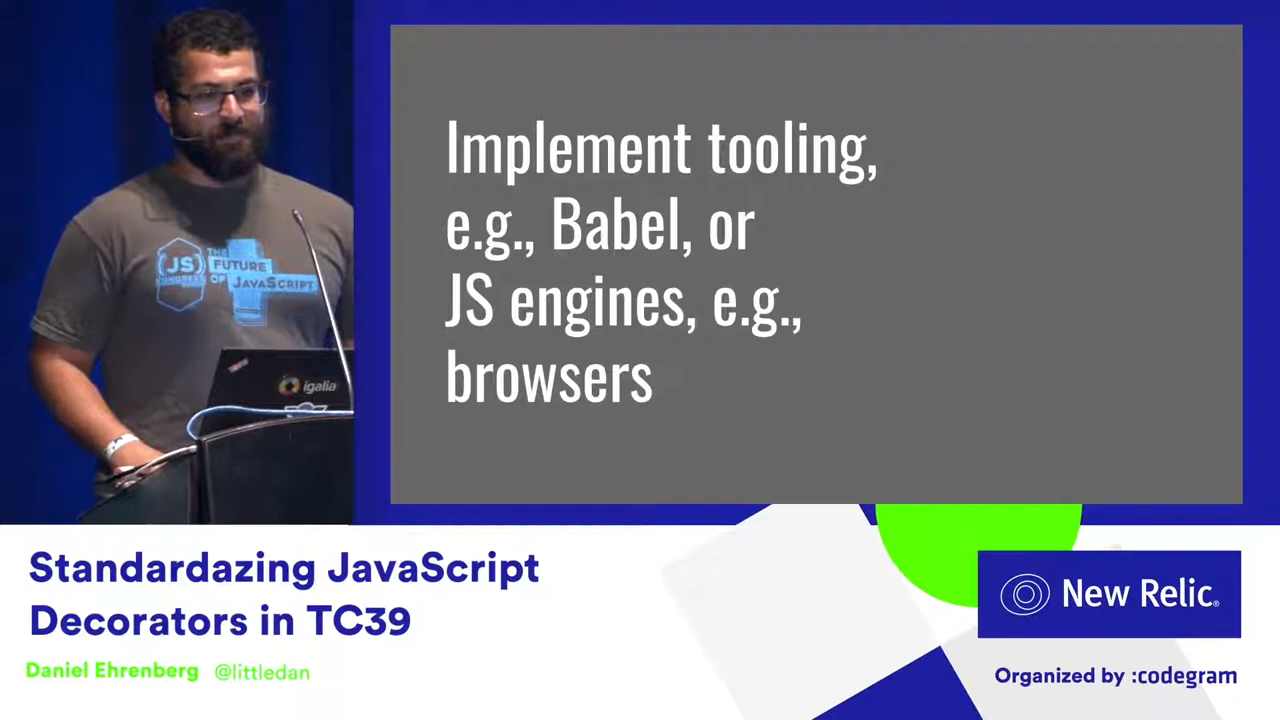 Implement tooling,
e.g., Babel, or
JS engines, e.g.,
browsers
{JS}
CONGRESS
THE
FUTURE
OF JAVASCRIPT
igalia
Standardazing JavaScript
Decorators in TC39
Daniel Ehrenberg @littledan
New Relic®
Organized by :codegram